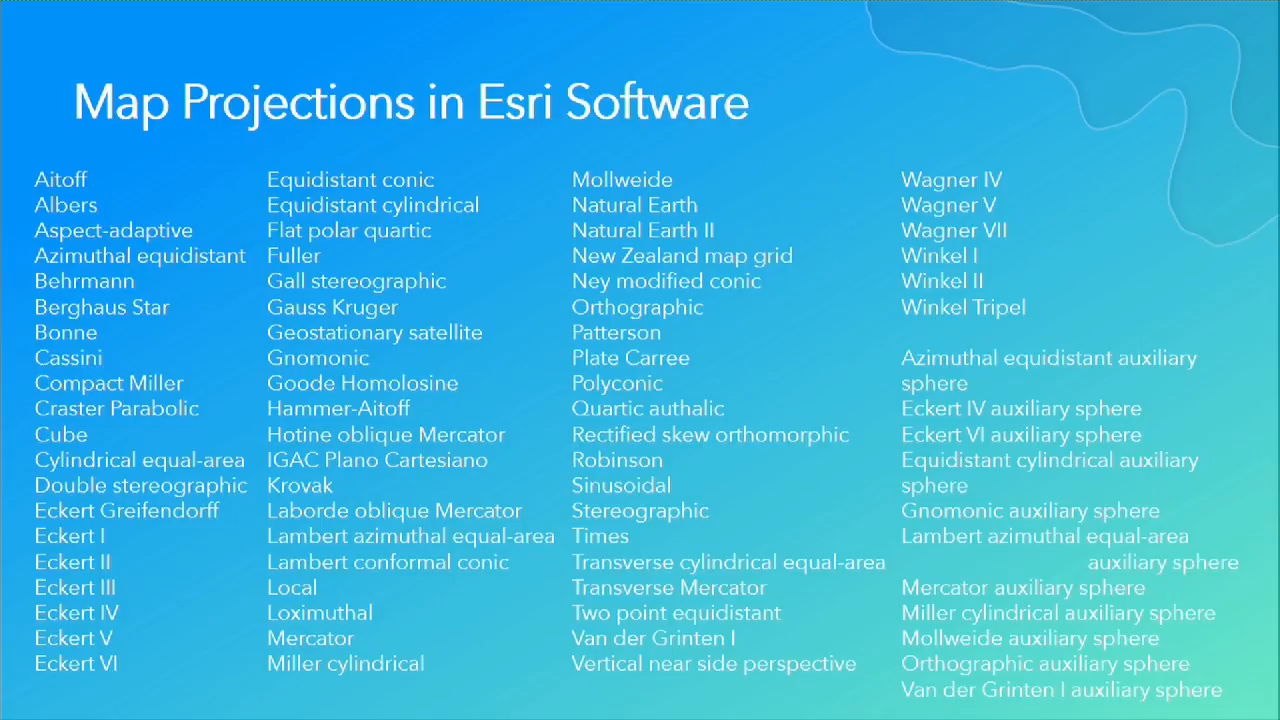 Map Projections in Esri Software
Aitoff
Albers
Aspect-adaptive
Azimuthal equidistant
Behrmann
Berghaus Star
Bonne
Cassini
Compact Miller
Craster Parabolic
Cube
Cylindrical equal-area
Double stereographic
Eckert Greifendorff
Eckert I
Eckert II
Eckert III
Eckert IV
Eckert V
Eckert VI
Equidistant conic
Equidistant cylindrical
Flat polar quartic
Fuller
Gall stereographic
Gauss Kruger
Geostationary satellite
Gnomonic
Goode Homolosine
Hammer-Aitoff
Hotine oblique Mercator
IGAC Plano Cartesiano
Krovak
Laborde oblique Mercator
Lambert azimuthal equal-area
Lambert conformal conic
Local
Loximuthal
Mercator
Miller cylindrical
Mollweide
Natural Earth
Natural Earth II
New Zealand map grid
Ney modified conic
Orthographic
Patterson
Plate Carree
Polyconic
Quartic authalic
Rectified skew orthomorphic
Robinson
Sinusoidal
Stereographic
Times
Transverse cylindrical equal-area
Transverse Mercator
Two point equidistant
Van der Grinten I
Vertical near side perspective
Wagner IV
Wagner V
Wagner VII
Winkel I
Winkel II
Winkel Tripel
Azimuthal equidistant auxiliary
sphere
Eckert IV auxiliary sphere
Eckert VI auxiliary sphere
Equidistant cylindrical auxiliary
sphere
Gnomonic auxiliary sphere
Lambert azimuthal equal-area
auxiliary sphere
Mercator auxiliary sphere
Miller cylindrical auxiliary sphere
Mollweide auxiliary sphere
Orthographic auxiliary sphere
Van der Grinten I auxiliary sphere